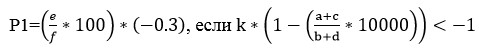 P1=(e/f * 100) * (−0.3), если k * (1 − (a+c/b+d * 10000)) < −1